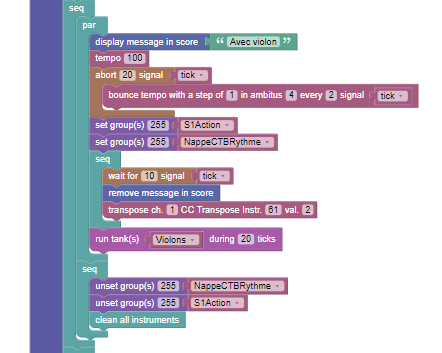 seq
par
display message in score “ Avec violon ”
tempo 100
abort 20 signal tick
bounce tempo with a step of 1 in ambitus 4 every 2 signal tick
set group(s) 255 S1Action
set group(s) 255 NappeCTBRythme
seq
wait for 10 signal tick
remove message in score
transpose ch. 1 CC Transpose Instr. 61 val. 2
run tank(s) Violons during 20 ticks
seq
unset group(s) 255 NappeCTBRythme
unset group(s) 255 S1Action
clean all instruments